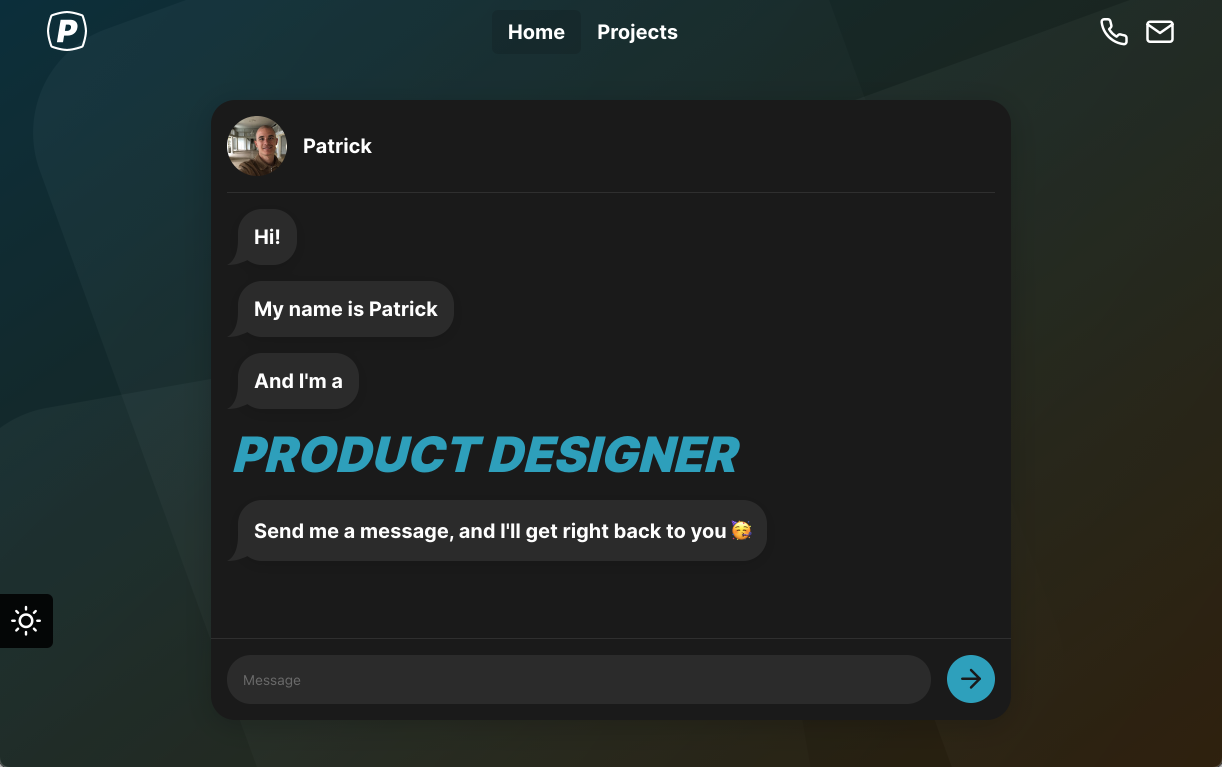 P
Home
Projects
Patrick
Hi!
My name is Patrick
And I'm a
PRODUCT DESIGNER
Send me a message, and I'll get right back to you 🥳
Message